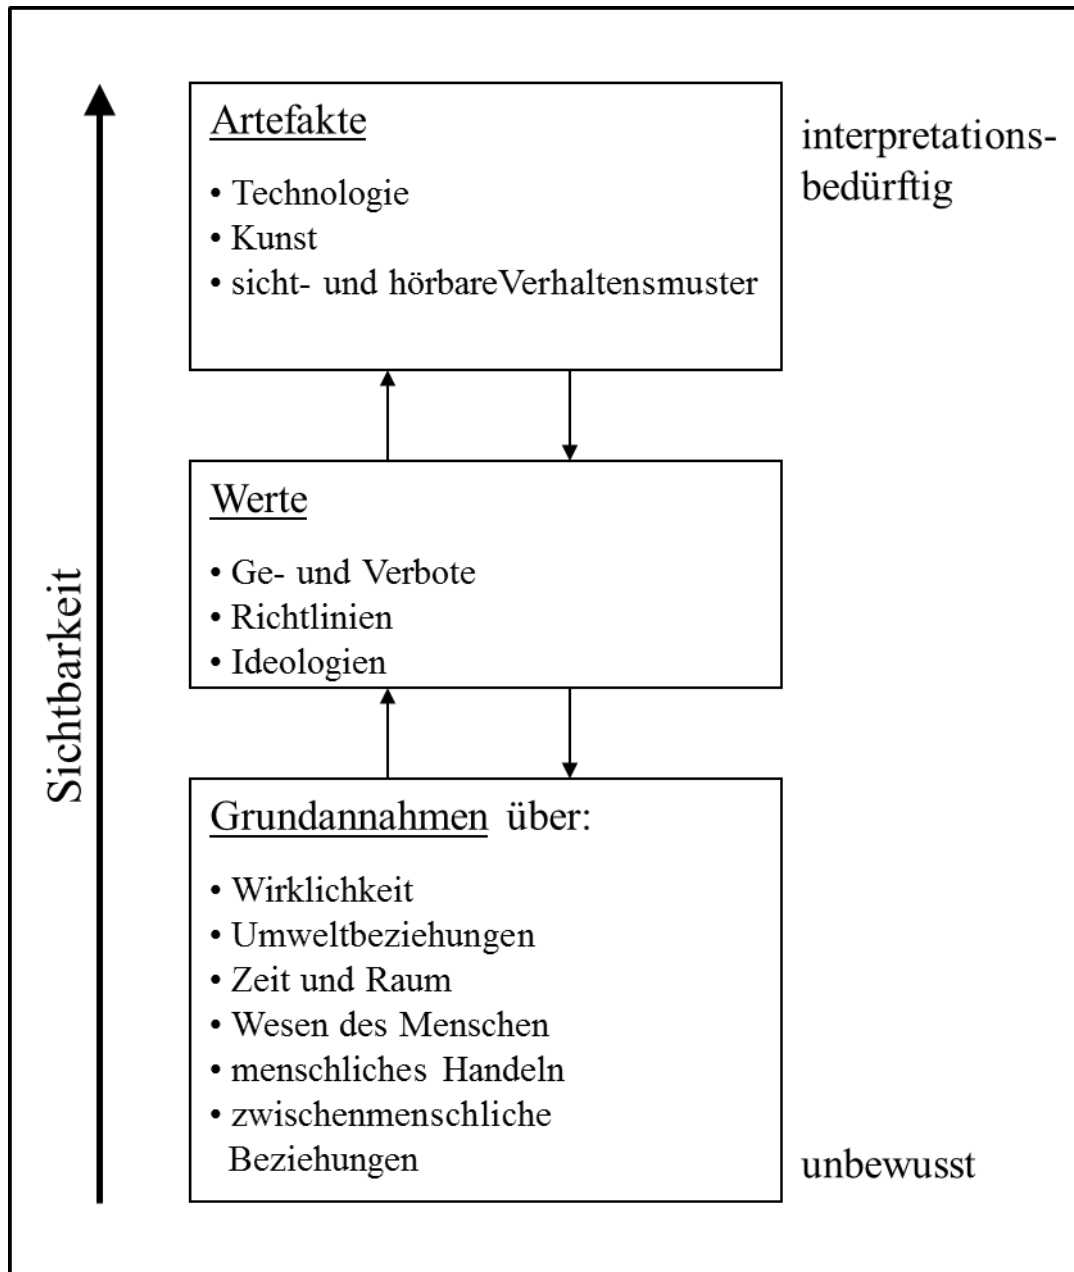 Artefakte
• Technologie
• Kunst
• sicht- und hörbareVerhaltensmuster
interpretations-
bedürftig
Werte
• Ge- und Verbote
• Richtlinien
• Ideologien
Sichtbarkeit
Grundannahmen über:
• Wirklichkeit
• Umweltbeziehungen
• Zeit und Raum
• Wesen des Menschen
• menschliches Handeln
• zwischenmenschliche
Beziehungen
unbewusst